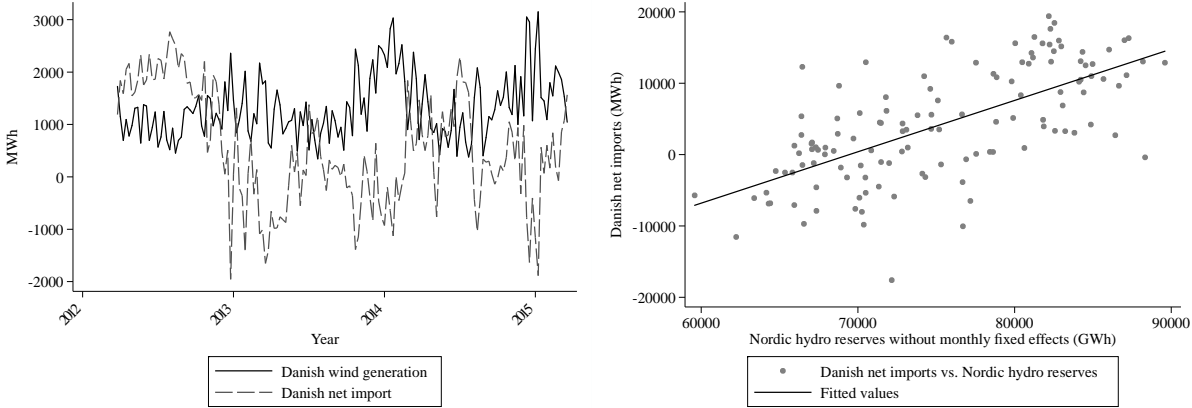 3000
2000
1000
0
-1000
-2000
MWh
2012
2013
2014
2015
Year
Danish wind generation
Danish net import
20000
10000
0
-10000
-20000
Danish net imports (MWh)
60000
70000
80000
90000
Nordic hydro reserves without monthly fixed effects (GWh)
Danish net imports vs. Nordic hydro reserves
Fitted values